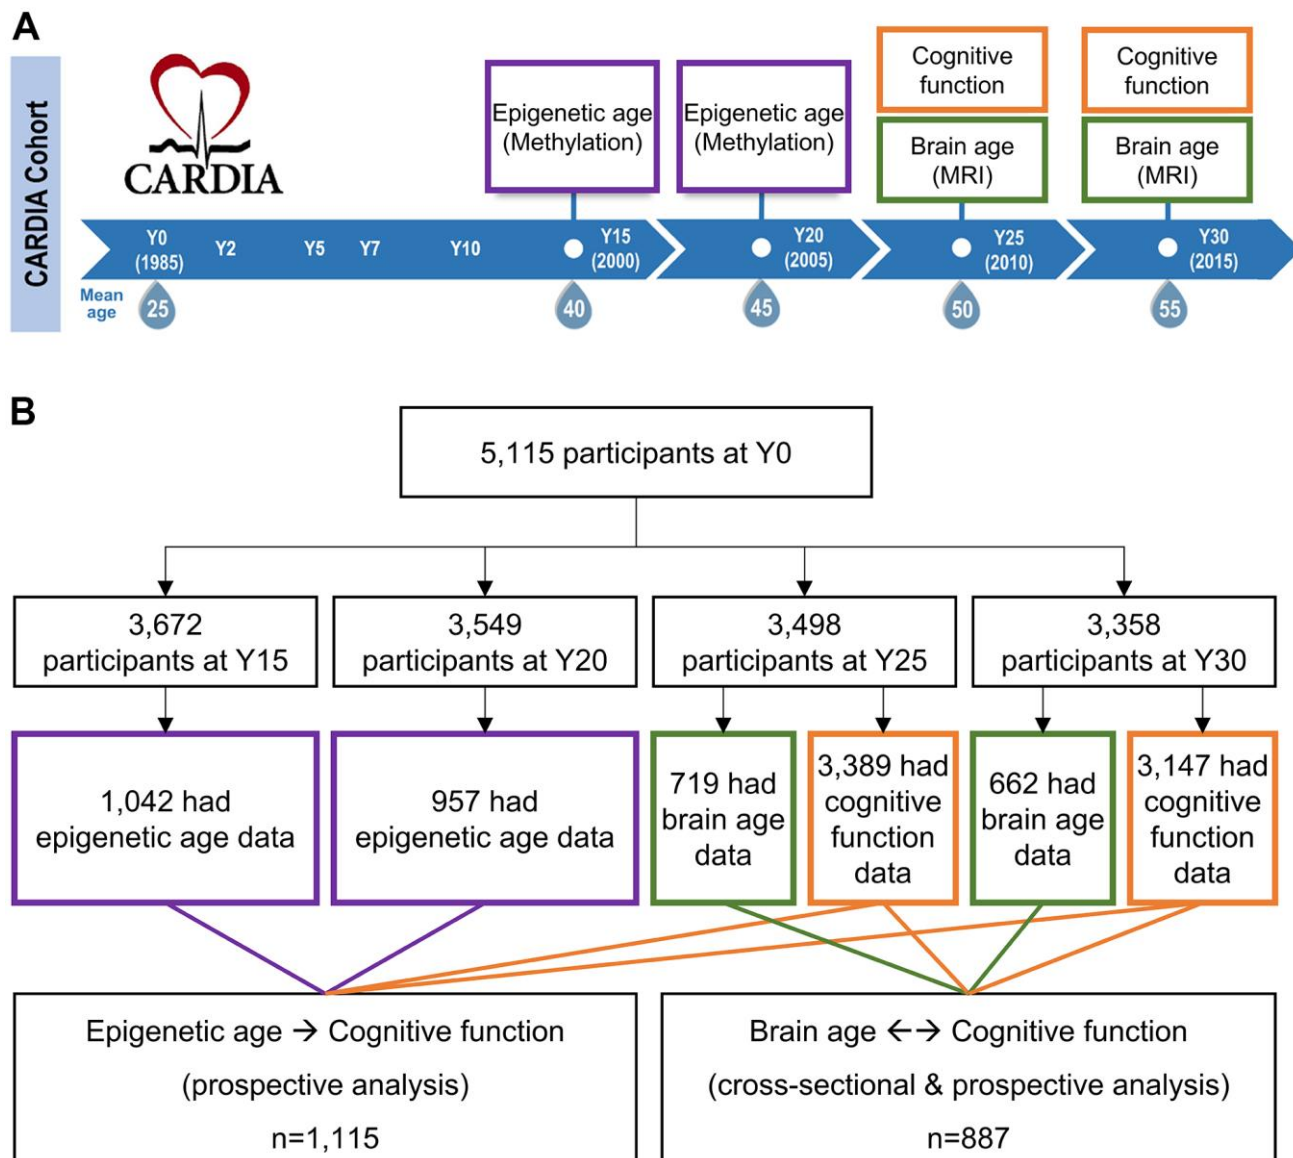 A
CARDIA Cohort
CARDIA
Epigenetic age
(Methylation)
Epigenetic age
(Methylation)
Cognitive
function
Brain age
(MRI)
Cognitive
function
Brain age
(MRI)
Y0
(1985)
Y2
Y5
Y7
Y10
Y15
(2000)
Y20
(2005)
Y25
(2010)
Y30
(2015)
Mean
age
25
40
45
50
55
B
5,115 participants at Y0
3,672
participants at Y15
3,549
participants at Y20
3,498
participants at Y25
3,358
participants at Y30
1,042 had
epigenetic age data
957 had
epigenetic age data
719 had
brain age
data
3,389 had
cognitive
function
data
662 had
brain age
data
3,147 had
cognitive
function
data
Epigenetic age → Cognitive function
(prospective analysis)
n=1,115
Brain age ←→ Cognitive function
(cross-sectional & prospective analysis)
n=887